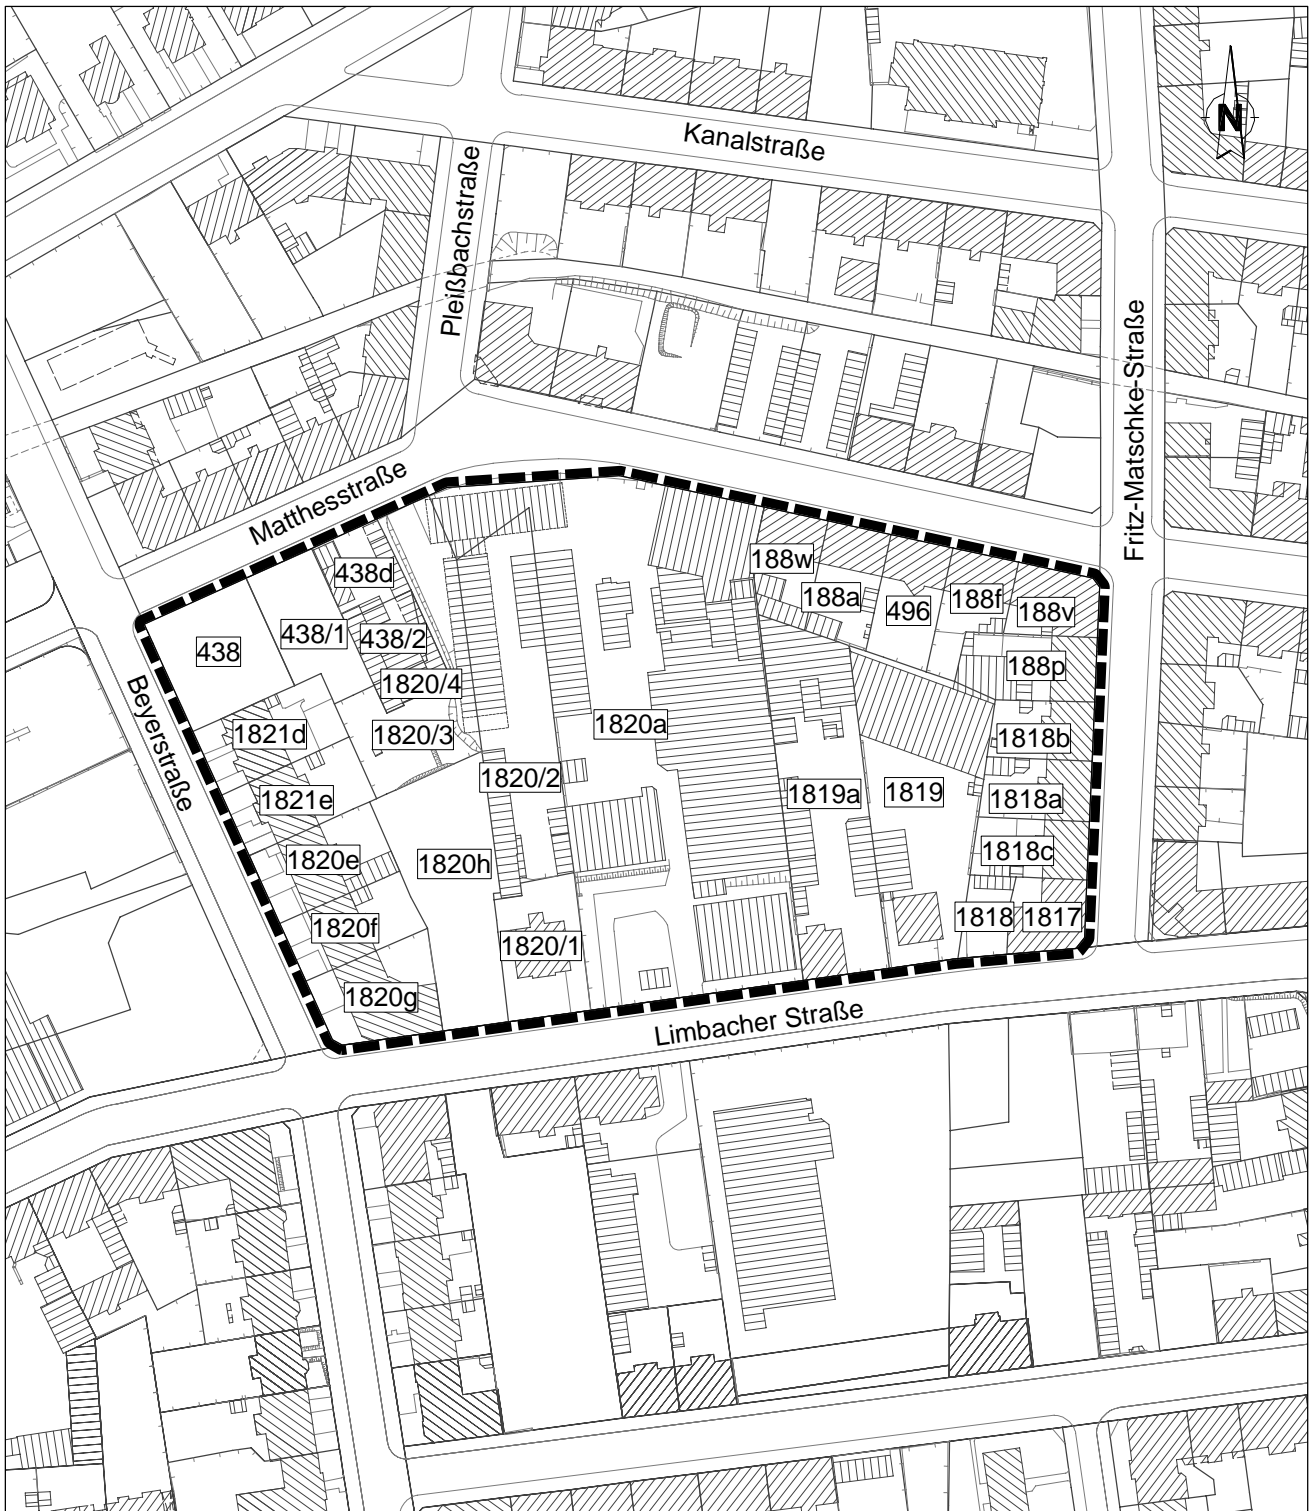 N
Kanalstraße
Pleißbachstraße
Fritz-Matschke-Straße
Matthesstraße
188w
438d
188a
188f
496
188v
438/1
438/2
438
188p
1820/4
1820a
1821d
1820/3
1818b
1820/2
1819a
1819
1821e
1818a
Beyerstraße
1818c
1820e
1820h
1818
1817
1820f
1820/1
1820g
Limbacher Straße